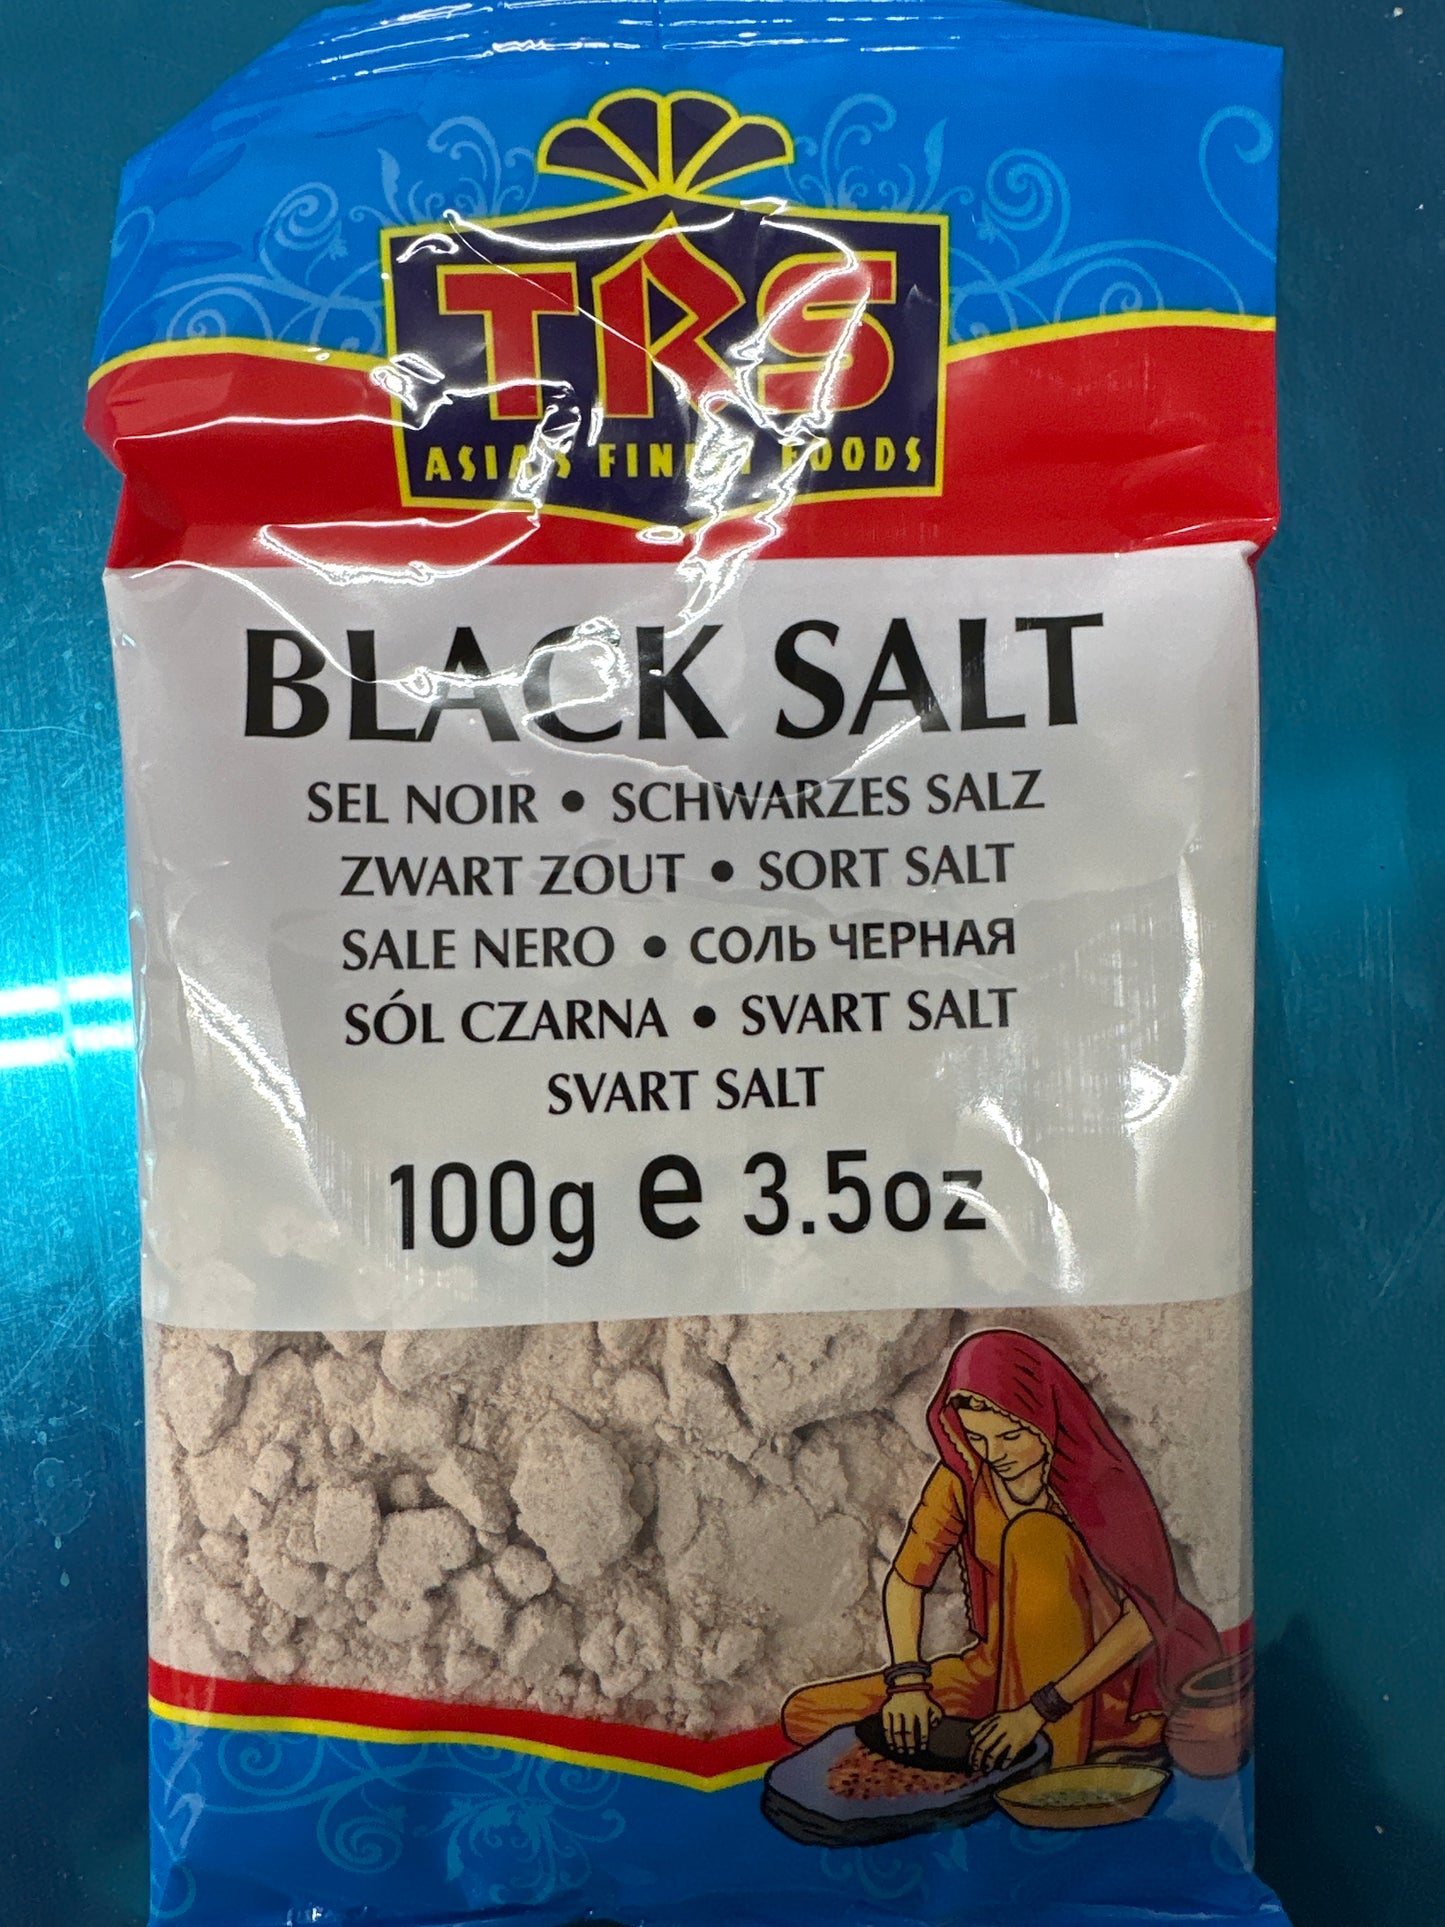 TRS
ASIA'S FINEST FOODS
BLACK SALT
SEL NOIR • SCHWARZES SALZ
ZWART ZOUT • SORT SALT
SALE NERO • СОЛЬ ЧЕРНАЯ
SÓL CZARNA • SVART SALT
SVART SALT
100g e 3.5oz